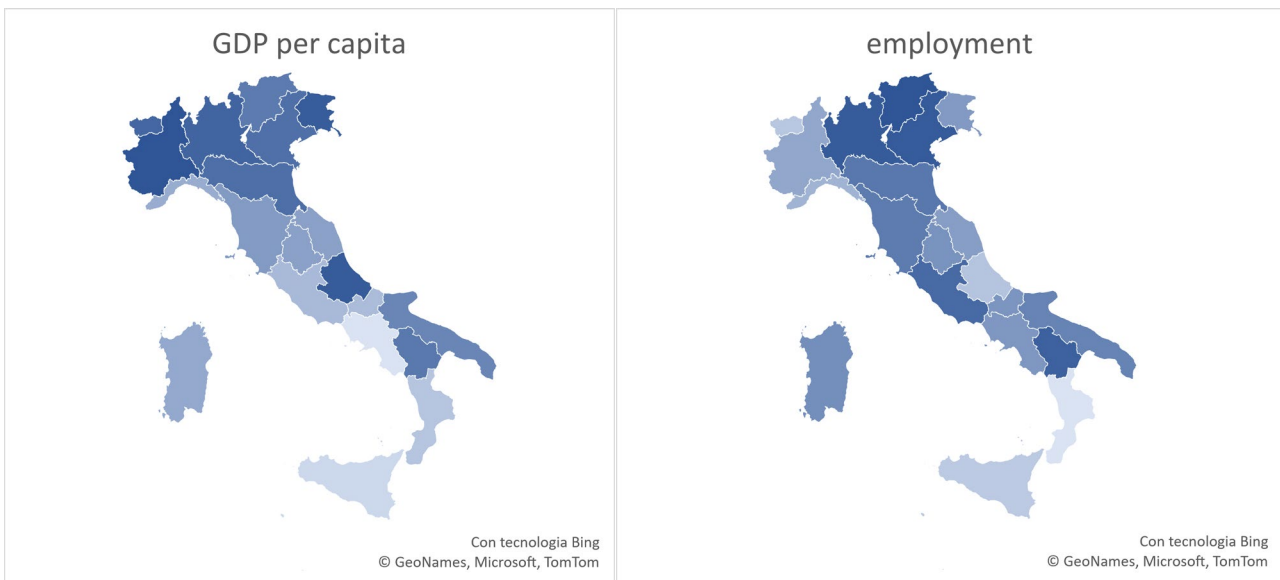 GDP per capita
Con tecnologia Bing
© GeoNames, Microsoft, TomTom
employment
Con tecnologia Bing
© GeoNames, Microsoft, TomTom